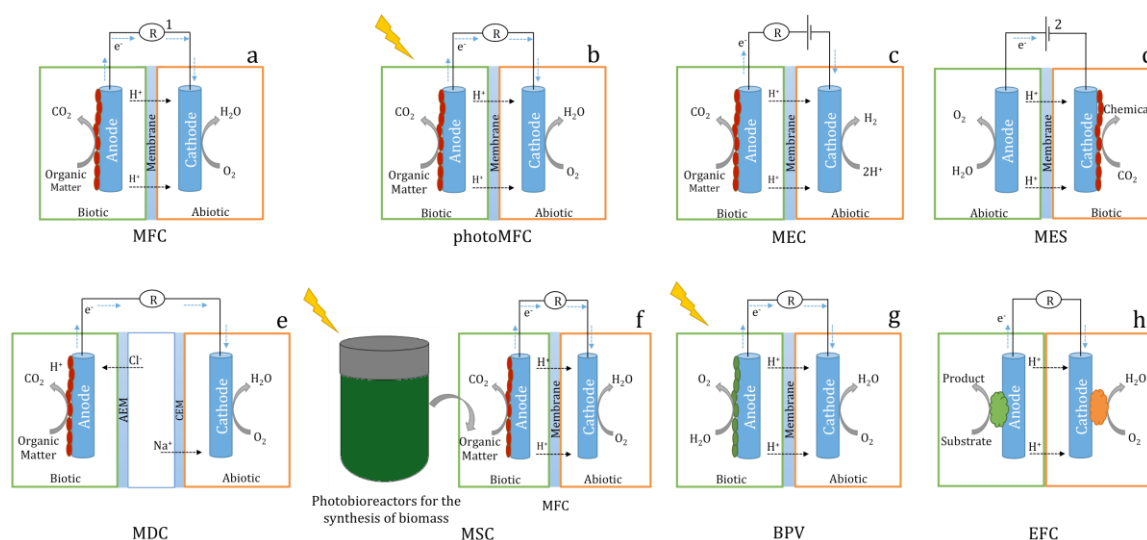 R 1
e-
a
H+
CO2
H2O
Anode
Membrane
Cathode
Organic
Matter
O2
H+
Biotic
Abiotic
MFC
R
e-
b
H+
CO2
H2O
Anode
Membrane
Cathode
Organic
Matter
O2
H+
Biotic
Abiotic
photoMFC
R
e-
c
H+
CO2
H2
Anode
Membrane
Cathode
Organic
Matter
2H+
H+
Biotic
Abiotic
MEC
2
e-
d
H+
O2
Chemica
Anode
Membrane
Cathode
H2O
CO2
H+
Abiotic
Biotic
MES
R
e-
e
H+
Cl-
CO2
H2O
Anode
AEM
CEM
Cathode
Organic
Matter
Na+
O2
Biotic
Abiotic
MDC
Photobioreactors for the
synthesis of biomass
R
e-
f
H+
CO2
H2O
Anode
Membrane
Cathode
Organic
Matter
O2
H+
Biotic
Abiotic
MFC
MSC
R
e-
g
H+
O2
H2O
Anode
Membrane
Cathode
H2O
O2
H+
Biotic
Abiotic
BPV
R
e-
h
H+
Product
H2O
Anode
Cathode
Substrate
O2
H+
EFC